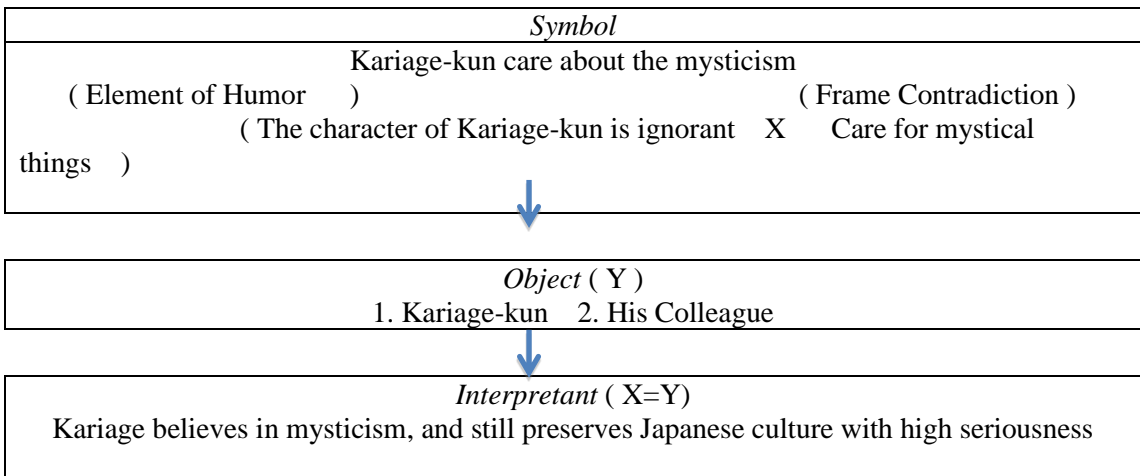 Symbol
Kariage-kun care about the mysticism
( Element of Humor ) ( Frame Contradiction )
( The character of Kariage-kun is ignorant X Care for mystical
things )
Object ( Y )
1. Kariage-kun 2. His Colleague
Interpretant ( X=Y)
Kariage believes in mysticism, and still preserves Japanese culture with high seriousness